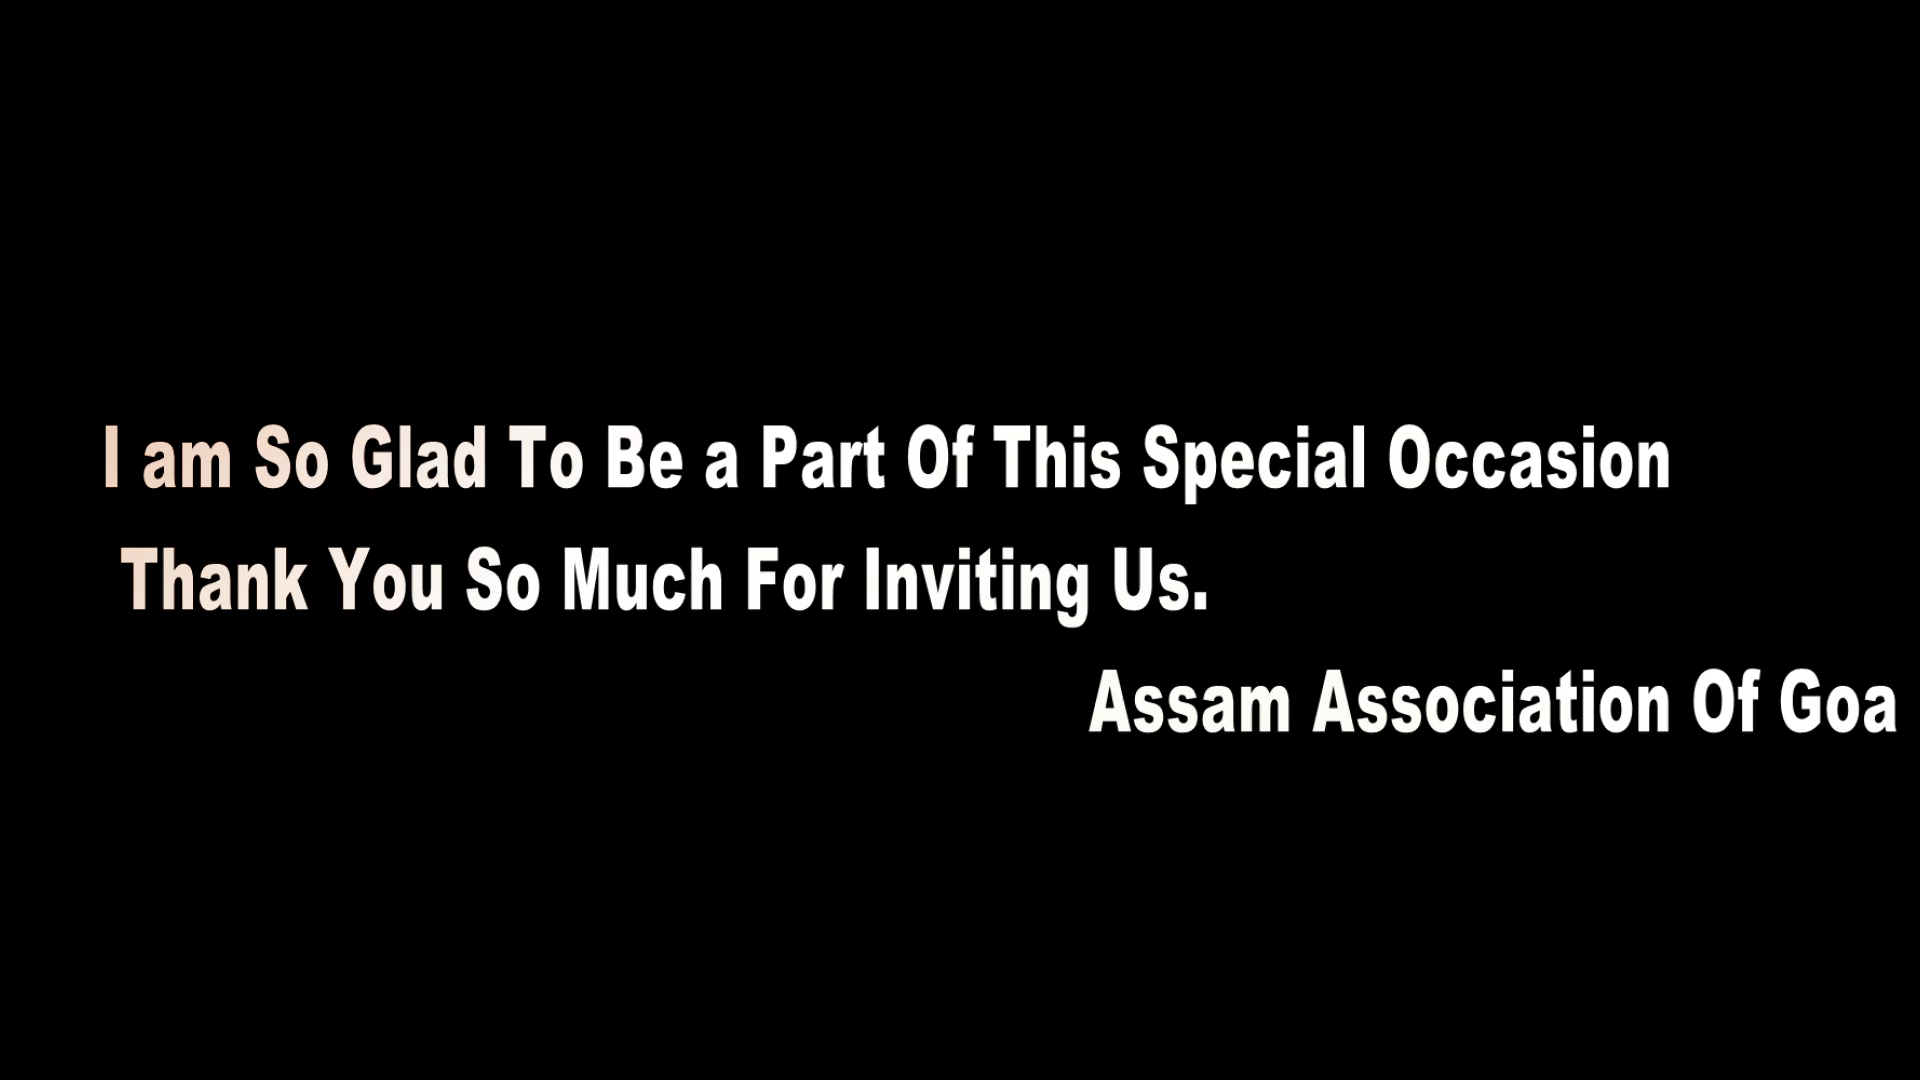 I am So Glad To Be a Part Of This Special Occasion
Thank You So Much For Inviting Us.
Assam Association Of Goa